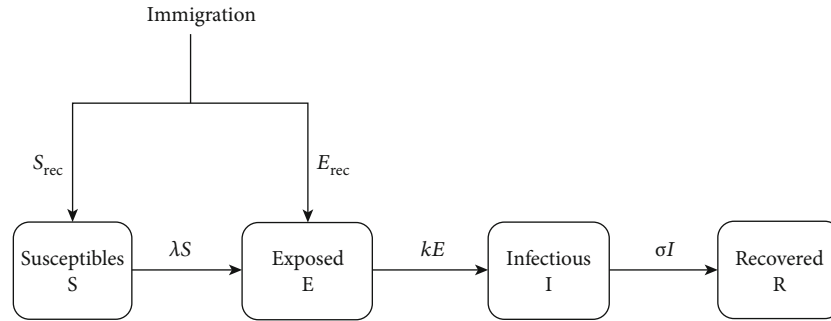 Immigration
S_rec
E_rec
Susceptibles
S
λS
Exposed
E
kE
Infectious
I
σI
Recovered
R